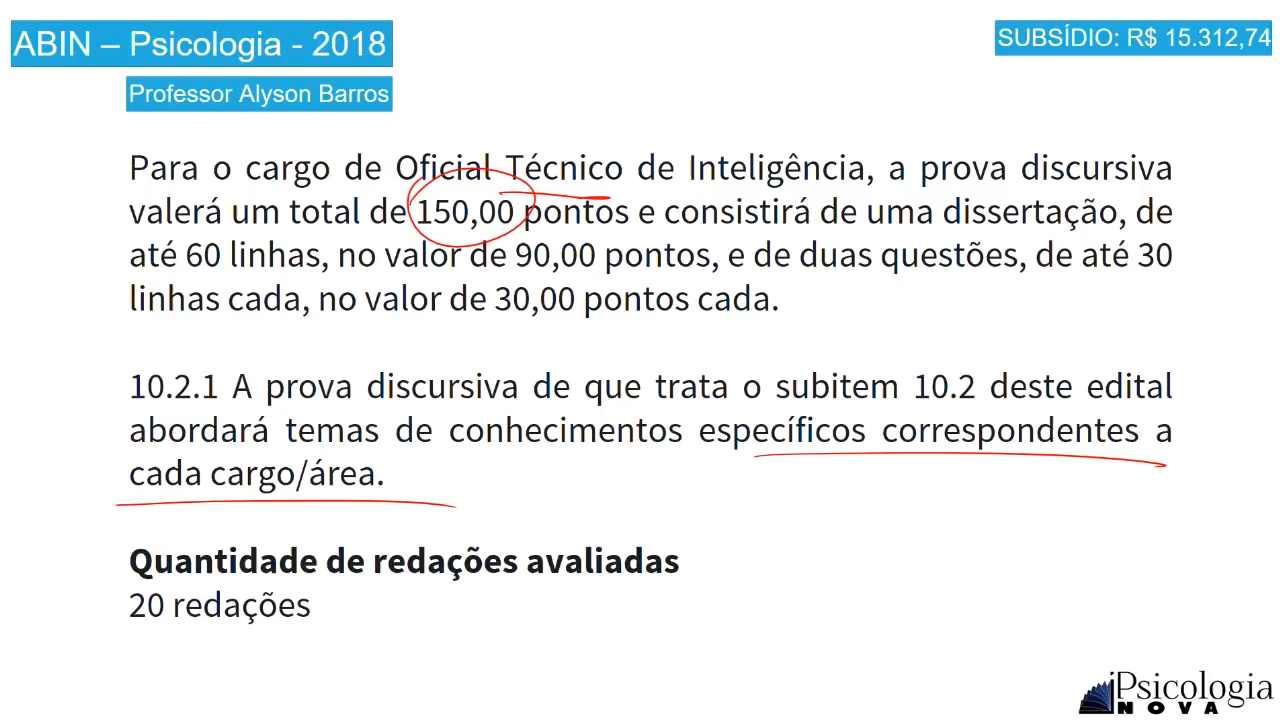 ABIN – Psicologia - 2018
SUBSÍDIO: R$ 15.312,74
Professor Alyson Barros
Para o cargo de Oficial Técnico de Inteligência, a prova discursiva
valerá um total de 150,00 pontos e consistirá de uma dissertação, de
até 60 linhas, no valor de 90,00 pontos, e de duas questões, de até 30
linhas cada, no valor de 30,00 pontos cada.
10.2.1 A prova discursiva de que trata o subitem 10.2 deste edital
abordará temas de conhecimentos específicos correspondentes a
cada cargo/área.
Quantidade de redações avaliadas
20 redações
Psicologia
NOVA